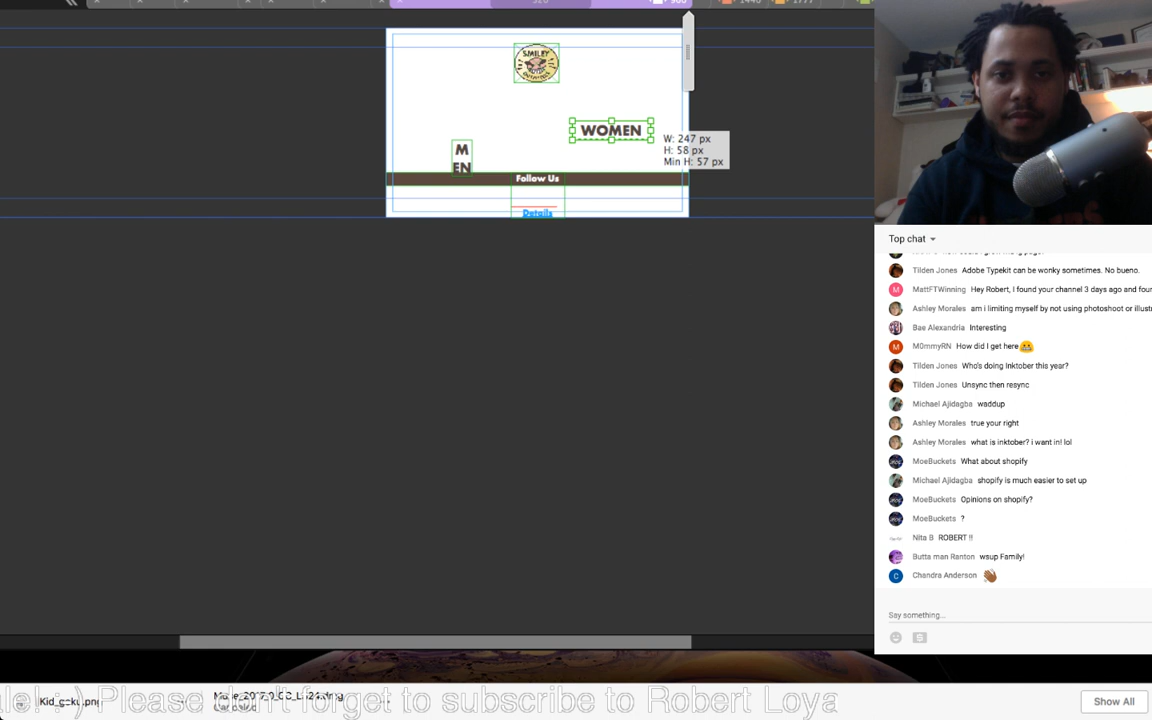 SMILEY
WOMEN
W: 247 px
H: 58 px
Min H: 57 px
M
EN
Follow Us
Details
Top chat
Tilden Jones Adobe Typekit can be wonky sometimes. No bueno.
MattFTWinning Hey Robert, I found your channel 3 days ago and four
Ashley Morales am i limiting myself by not using photoshoot or illustr
Bae Alexandria Interesting
M0mmyRN How did I get here
Tilden Jones Who's doing Inktober this year?
Tilden Jones Unsync then resync
Michael Ajidagba waddup
Ashley Morales true your right
Ashley Morales what is inktober? i want in! lol
MoeBuckets What about shopify
Michael Ajidagba shopify is much easier to set up
MoeBuckets Opinions on shopify?
MoeBuckets ?
Nita B ROBERT !!
Butta man Ranton wsup Family!
Chandra Anderson
Say something...
Kid_goku.png
Canceled
le! :) Please don't forget to subscribe to Robert Loya
Show All